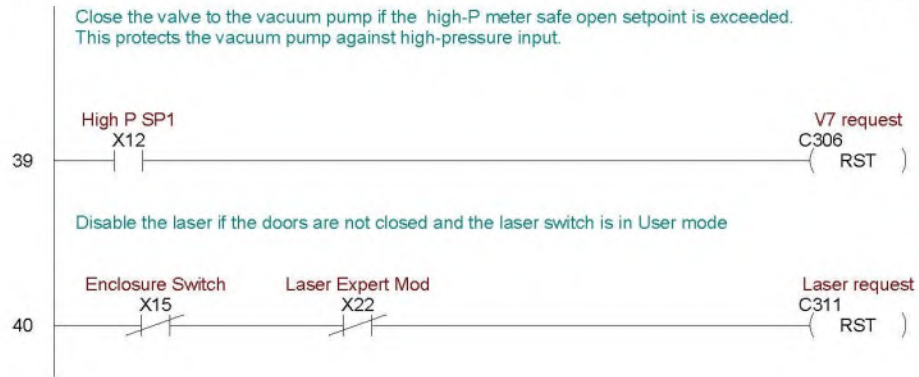 Close the valve to the vacuum pump if the high-P meter safe open setpoint is exceeded.
This protects the vacuum pump against high-pressure input.
High P SP1
V7 request
X12
C306
39
RST
Disable the laser if the doors are not closed and the laser switch is in User mode
Enclosure Switch
Laser Expert Mod
Laser request
X15
X22
C311
40
RST